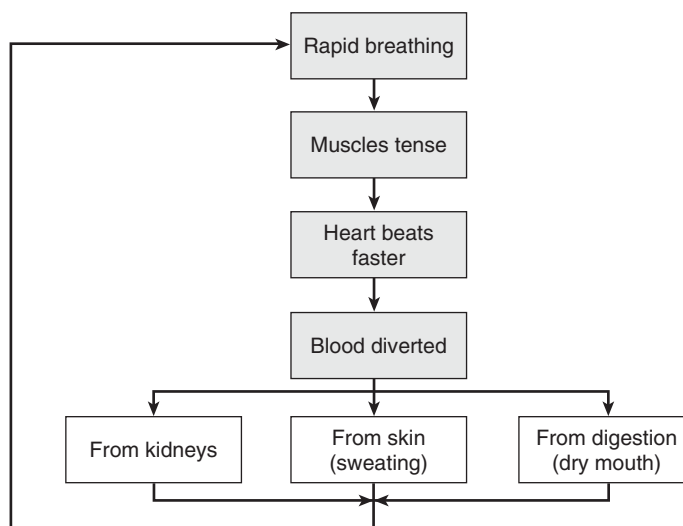 Rapid breathing
Muscles tense
Heart beats
faster
Blood diverted
From kidneys
From skin
(sweating)
From digestion
(dry mouth)